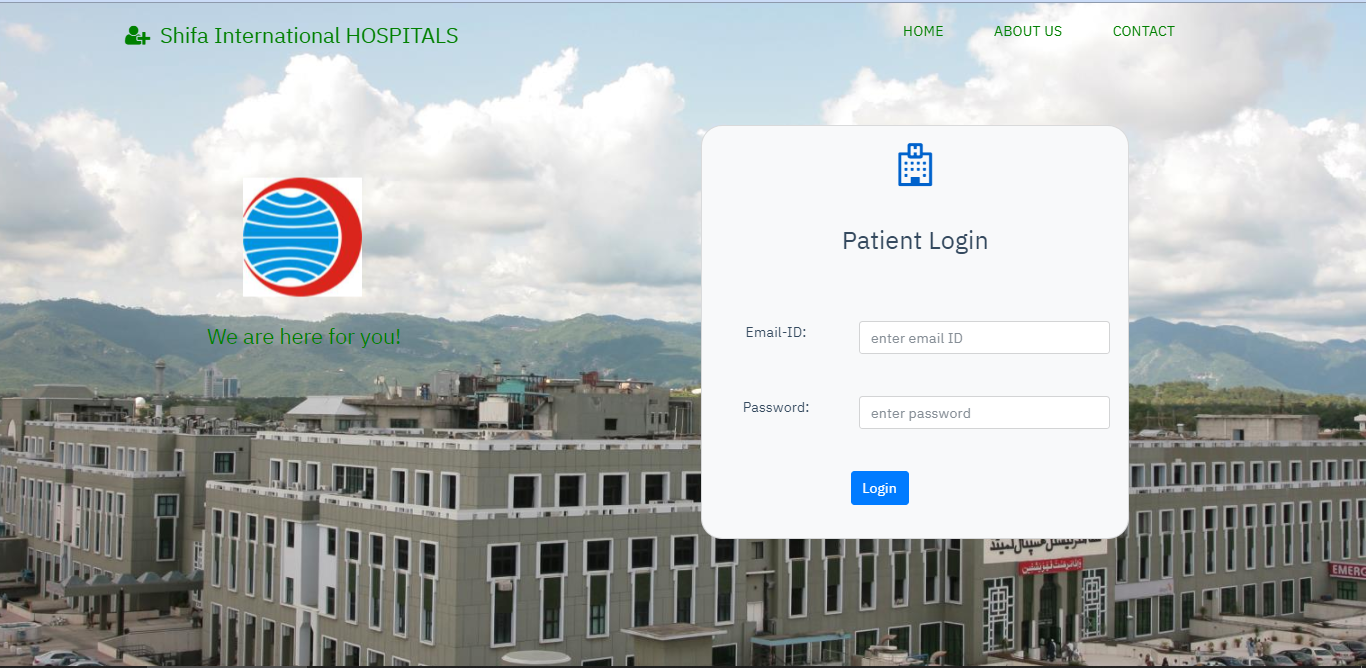 Shifa International HOSPITALS
HOME
ABOUT US
CONTACT
H
We are here for you!
Patient Login
Email-ID:
enter email ID
Password:
enter password
Login